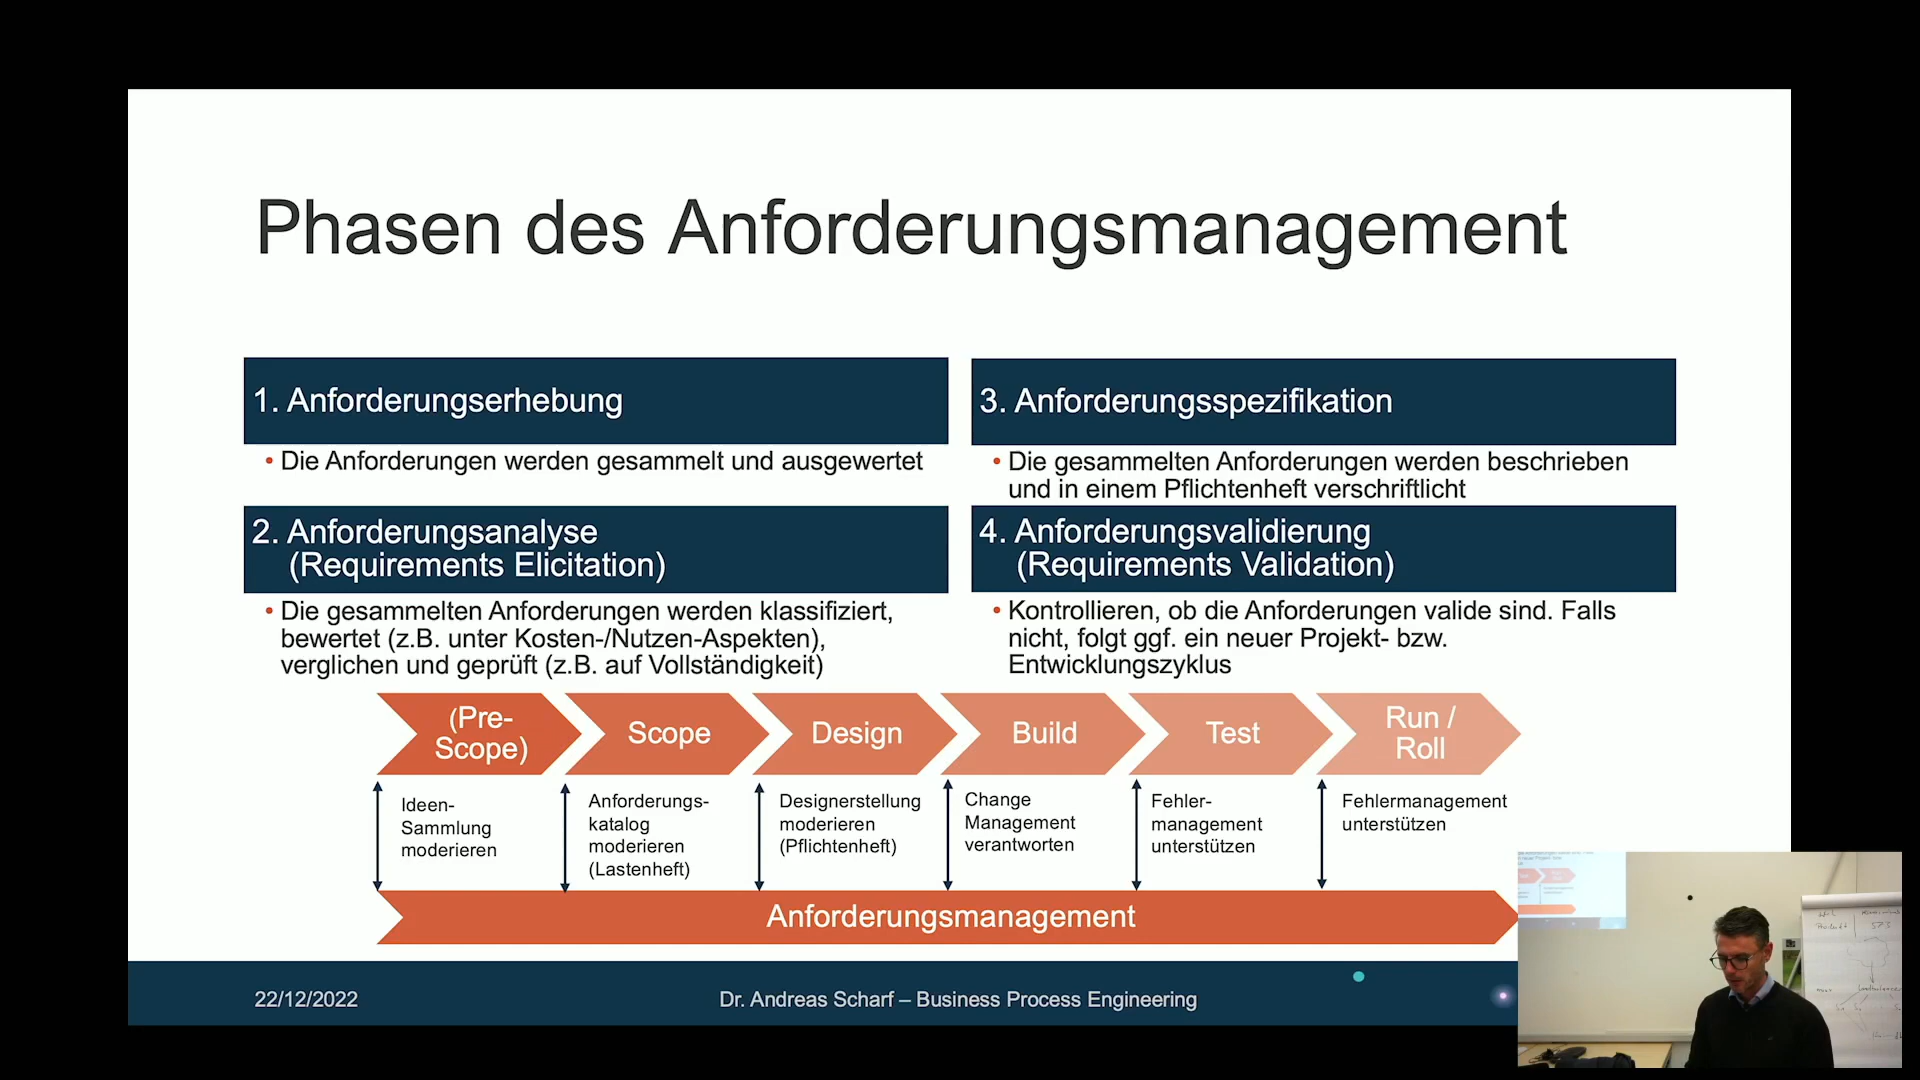 Phasen des Anforderungsmanagement
1. Anforderungserhebung
• Die Anforderungen werden gesammelt und ausgewertet
2. Anforderungsanalyse
(Requirements Elicitation)
• Die gesammelten Anforderungen werden klassifiziert,
bewertet (z.B. unter Kosten-/Nutzen-Aspekten),
verglichen und geprüft (z.B. auf Vollständigkeit)
3. Anforderungsspezifikation
• Die gesammelten Anforderungen werden beschrieben
und in einem Pflichtenheft verschriftlicht
4. Anforderungsvalidierung
(Requirements Validation)
• Kontrollieren, ob die Anforderungen valide sind. Falls
nicht, folgt ggf. ein neuer Projekt- bzw.
Entwicklungszyklus
(Pre-
Scope)
Scope
Design
Build
Test
Run /
Roll
Ideen-
Sammlung
moderieren
Anforderungs-
katalog
moderieren
(Lastenheft)
Designerstellung
moderieren
(Pflichtenheft)
Change
Management
verantworten
Fehler-
management
unterstützen
Fehlermanagement
unterstützen
Anforderungsmanagement
22/12/2022
Dr. Andreas Scharf – Business Process Engineering